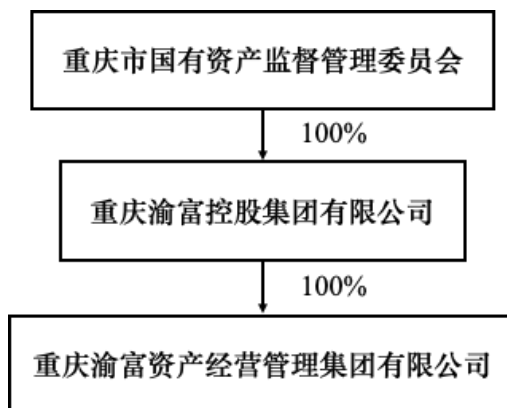 重庆市国有资产监督管理委员会
100%
重庆渝富控股集团有限公司
100%
重庆渝富资产经营管理集团有限公司